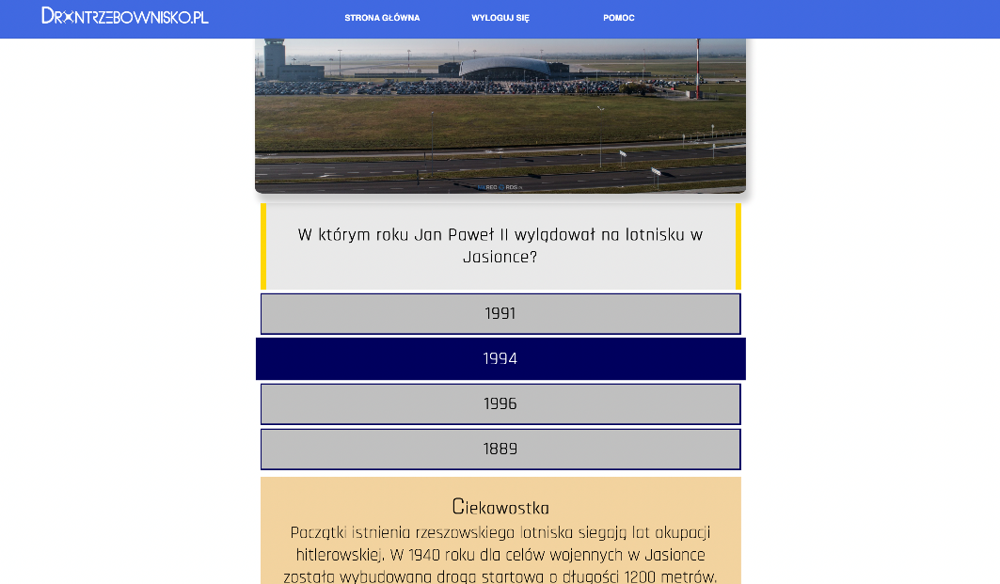 DRONTRZEBOWNISKO.PL
STRONA GŁÓWNA
WYLOGUJ SIĘ
POMOC
W którym roku Jan Paweł II wylądował na lotnisku w
Jasionce?
1991
1994
1996
1889
Ciekawostka
Początki istnienia rzeszowskiego lotniska sięgają lat okupacji
hitlerowskiej. W 1940 roku dla celów wojennych w Jasionce
została wybudowana droga startowa o długości 1200 metrów.